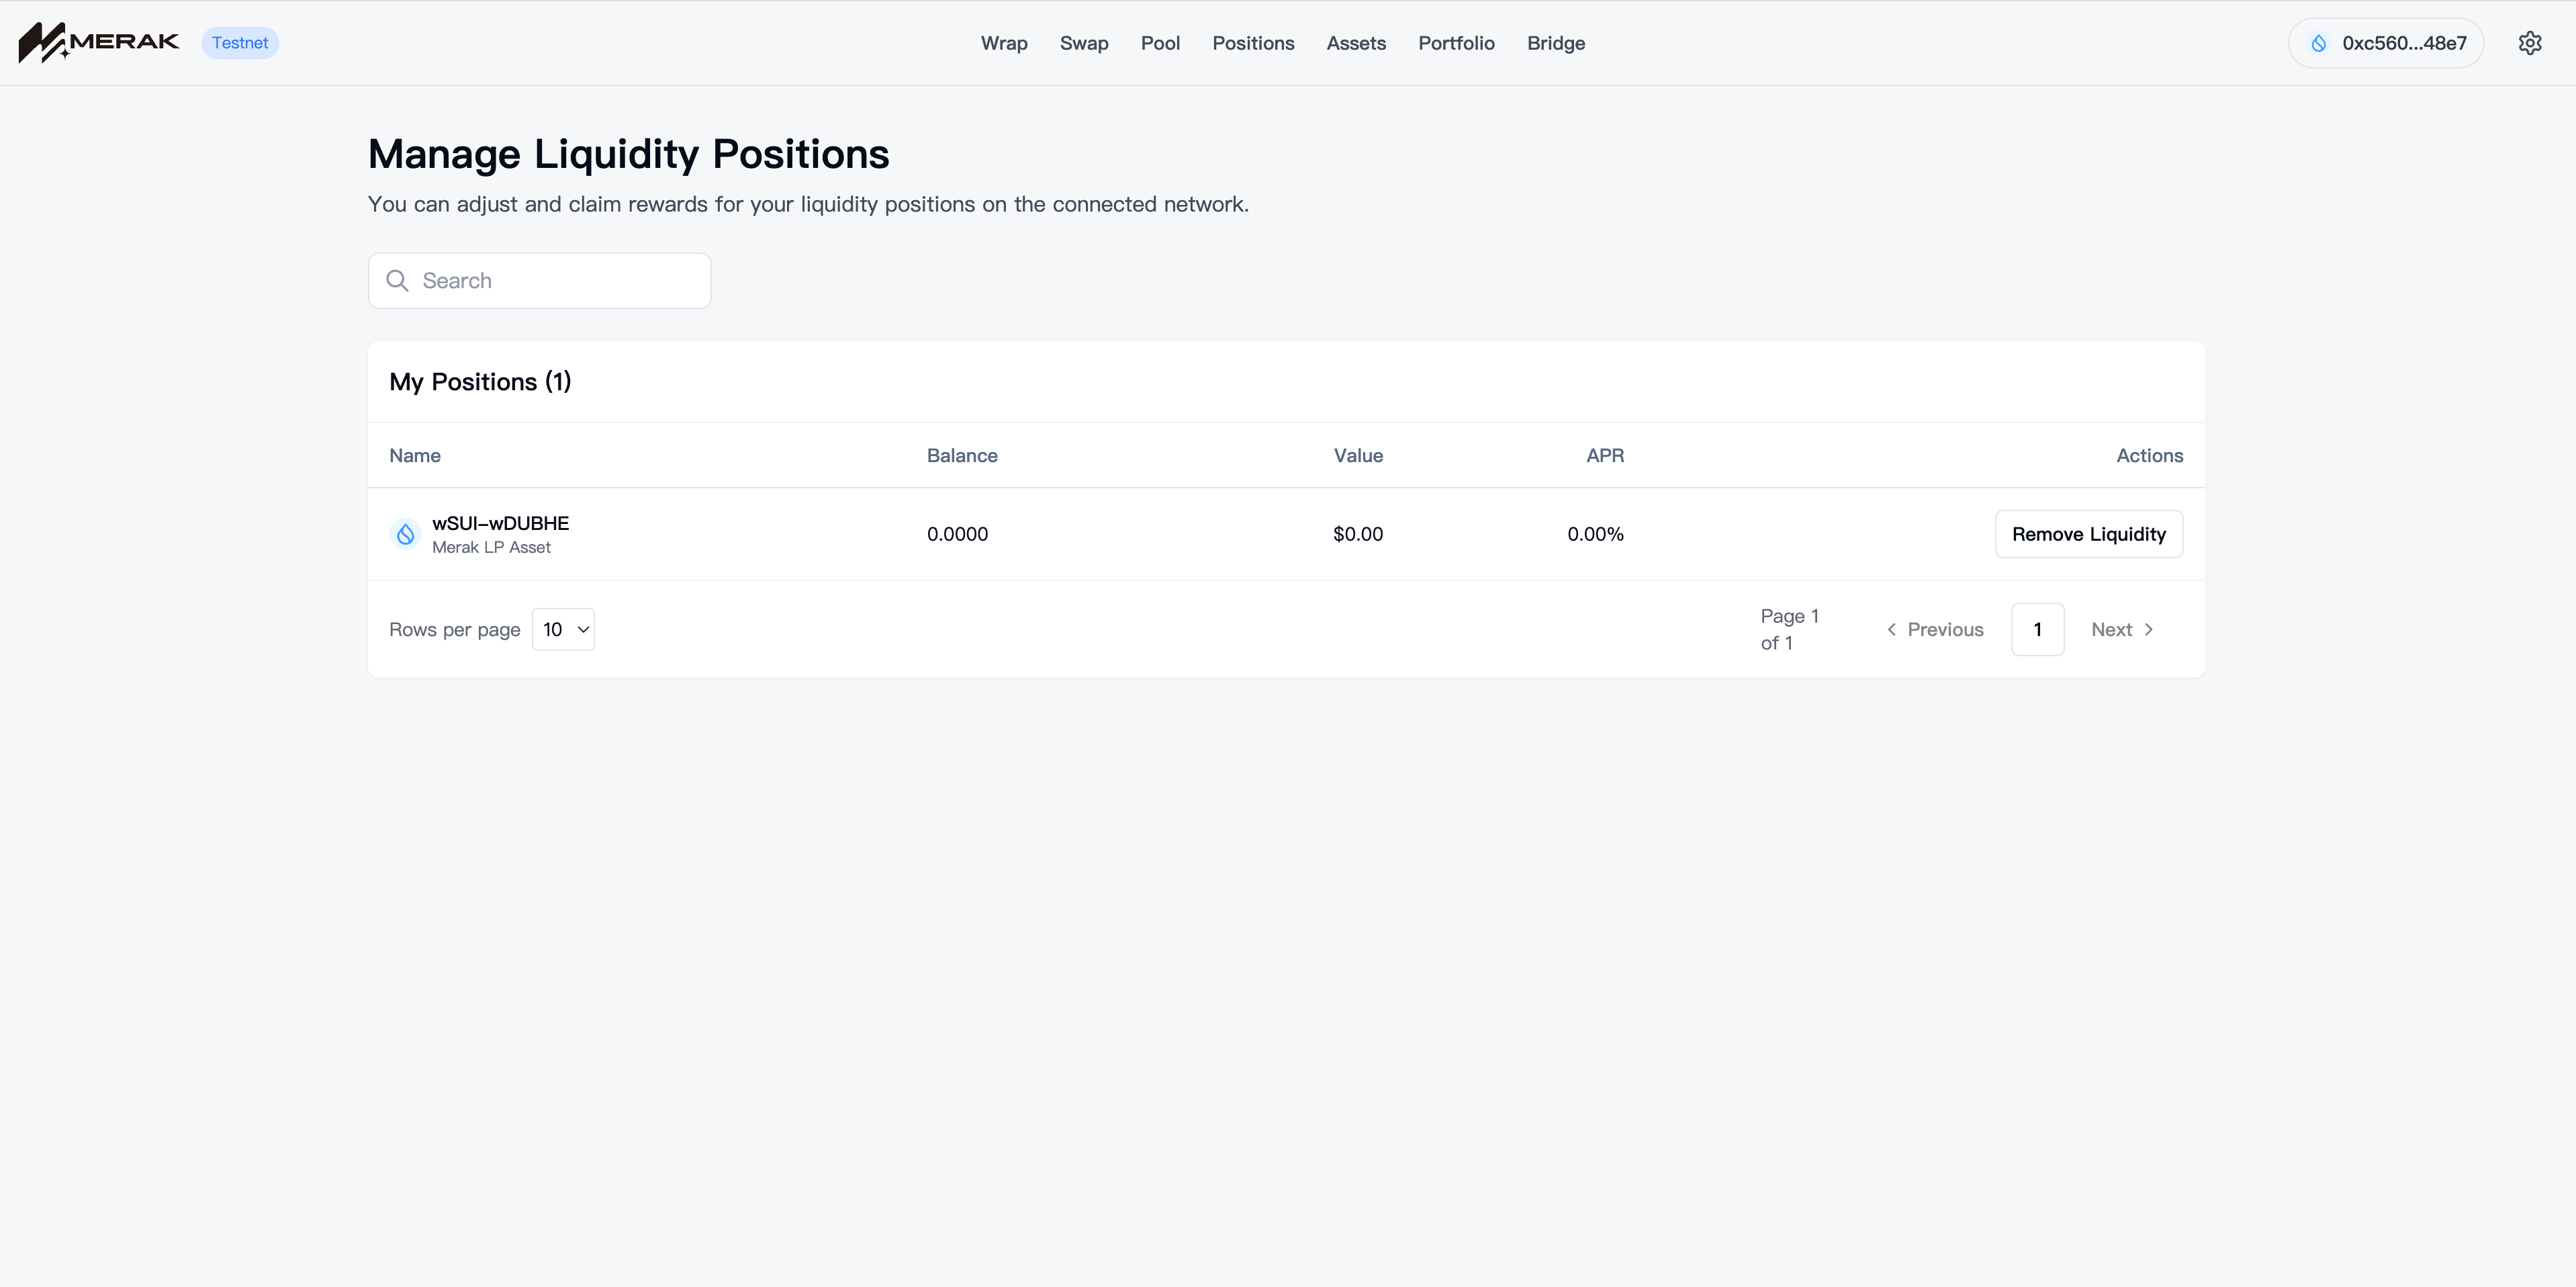 MERAK
Testnet
Wrap Swap Pool Positions Assets Portfolio Bridge
0xc560...48e7
Manage Liquidity Positions
You can adjust and claim rewards for your liquidity positions on the connected network.
Search
My Positions (1)
Name Balance Value APR Actions
wSUI-wDUBHE
Merak LP Asset
0.0000 $0.00 0.00% Remove Liquidity
Rows per page 10
Page 1
of 1
Previous 1 Next